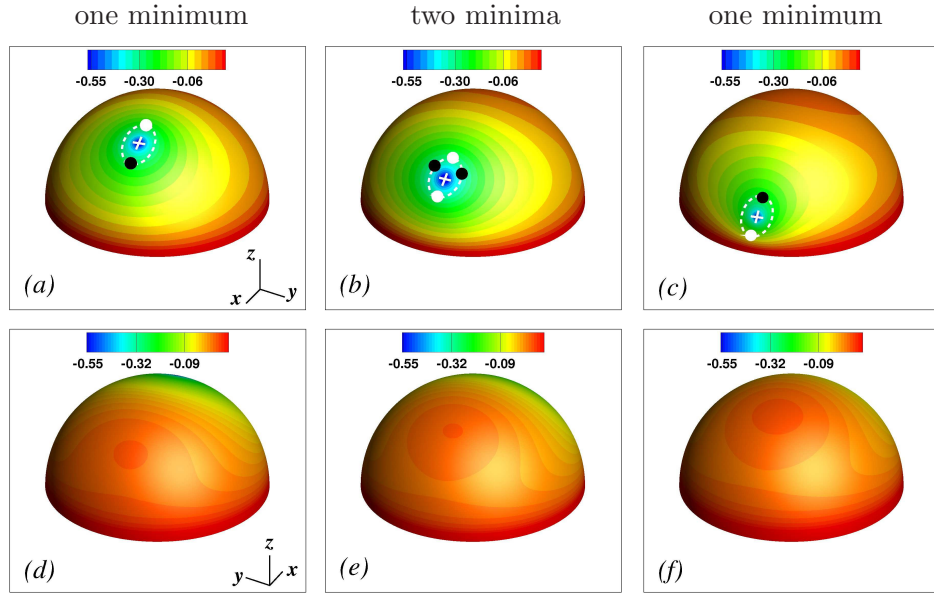 one minimum
two minima
one minimum
-0.55 -0.30 -0.06
-0.55 -0.30 -0.06
-0.55 -0.30 -0.06
(a)
z
x
y
(b)
(c)
-0.55 -0.32 -0.09
-0.55 -0.32 -0.09
-0.55 -0.32 -0.09
(d)
z
y
x
(e)
(f)